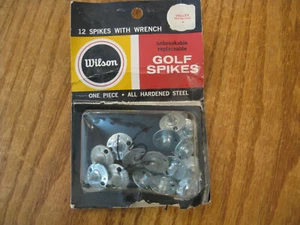 12 SPIKES WITH WRENCH
Wilson
unbreakable
replaceable
GOLF
SPIKES
ONE PIECE • ALL HARDENED STEEL